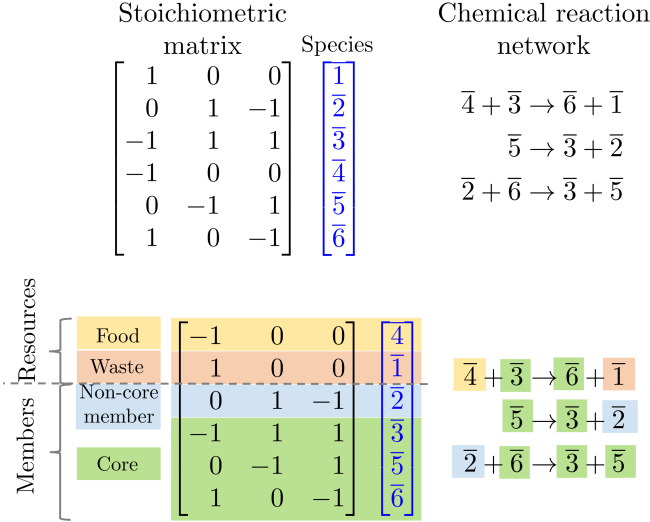 Stoichiometric Chemical reaction
matrix Species network
1 0 0 1̅
0 1 −1 2̅
−1 1 1 3̅
−1 0 0 4̅
0 −1 1 5̅
1 0 −1 6̅
4̅ + 3̅ → 6̅ + 1̅
5̅ → 3̅ + 2̅
2̅ + 6̅ → 3̅ + 5̅
Resources
Members
Food
Waste
Non-core
member
Core
−1 0 0 4̅
1 0 0 1̅
0 1 −1 2̅
−1 1 1 3̅
0 −1 1 5̅
1 0 −1 6̅
4̅ + 3̅ → 6̅ + 1̅
5̅ → 3̅ + 2̅
2̅ + 6̅ → 3̅ + 5̅